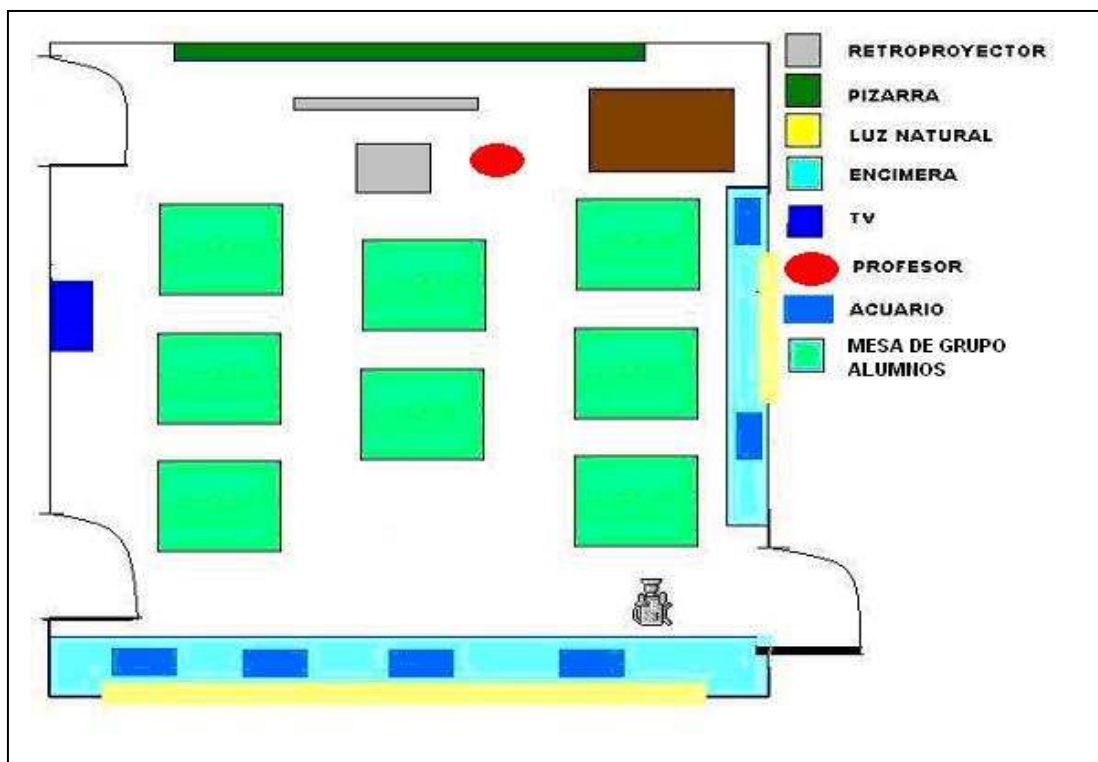 RETROPROYECTOR
PIZARRA
LUZ NATURAL
ENCIMERA
TV
PROFESOR
ACUARIO
MESA DE GRUPO
ALUMNOS